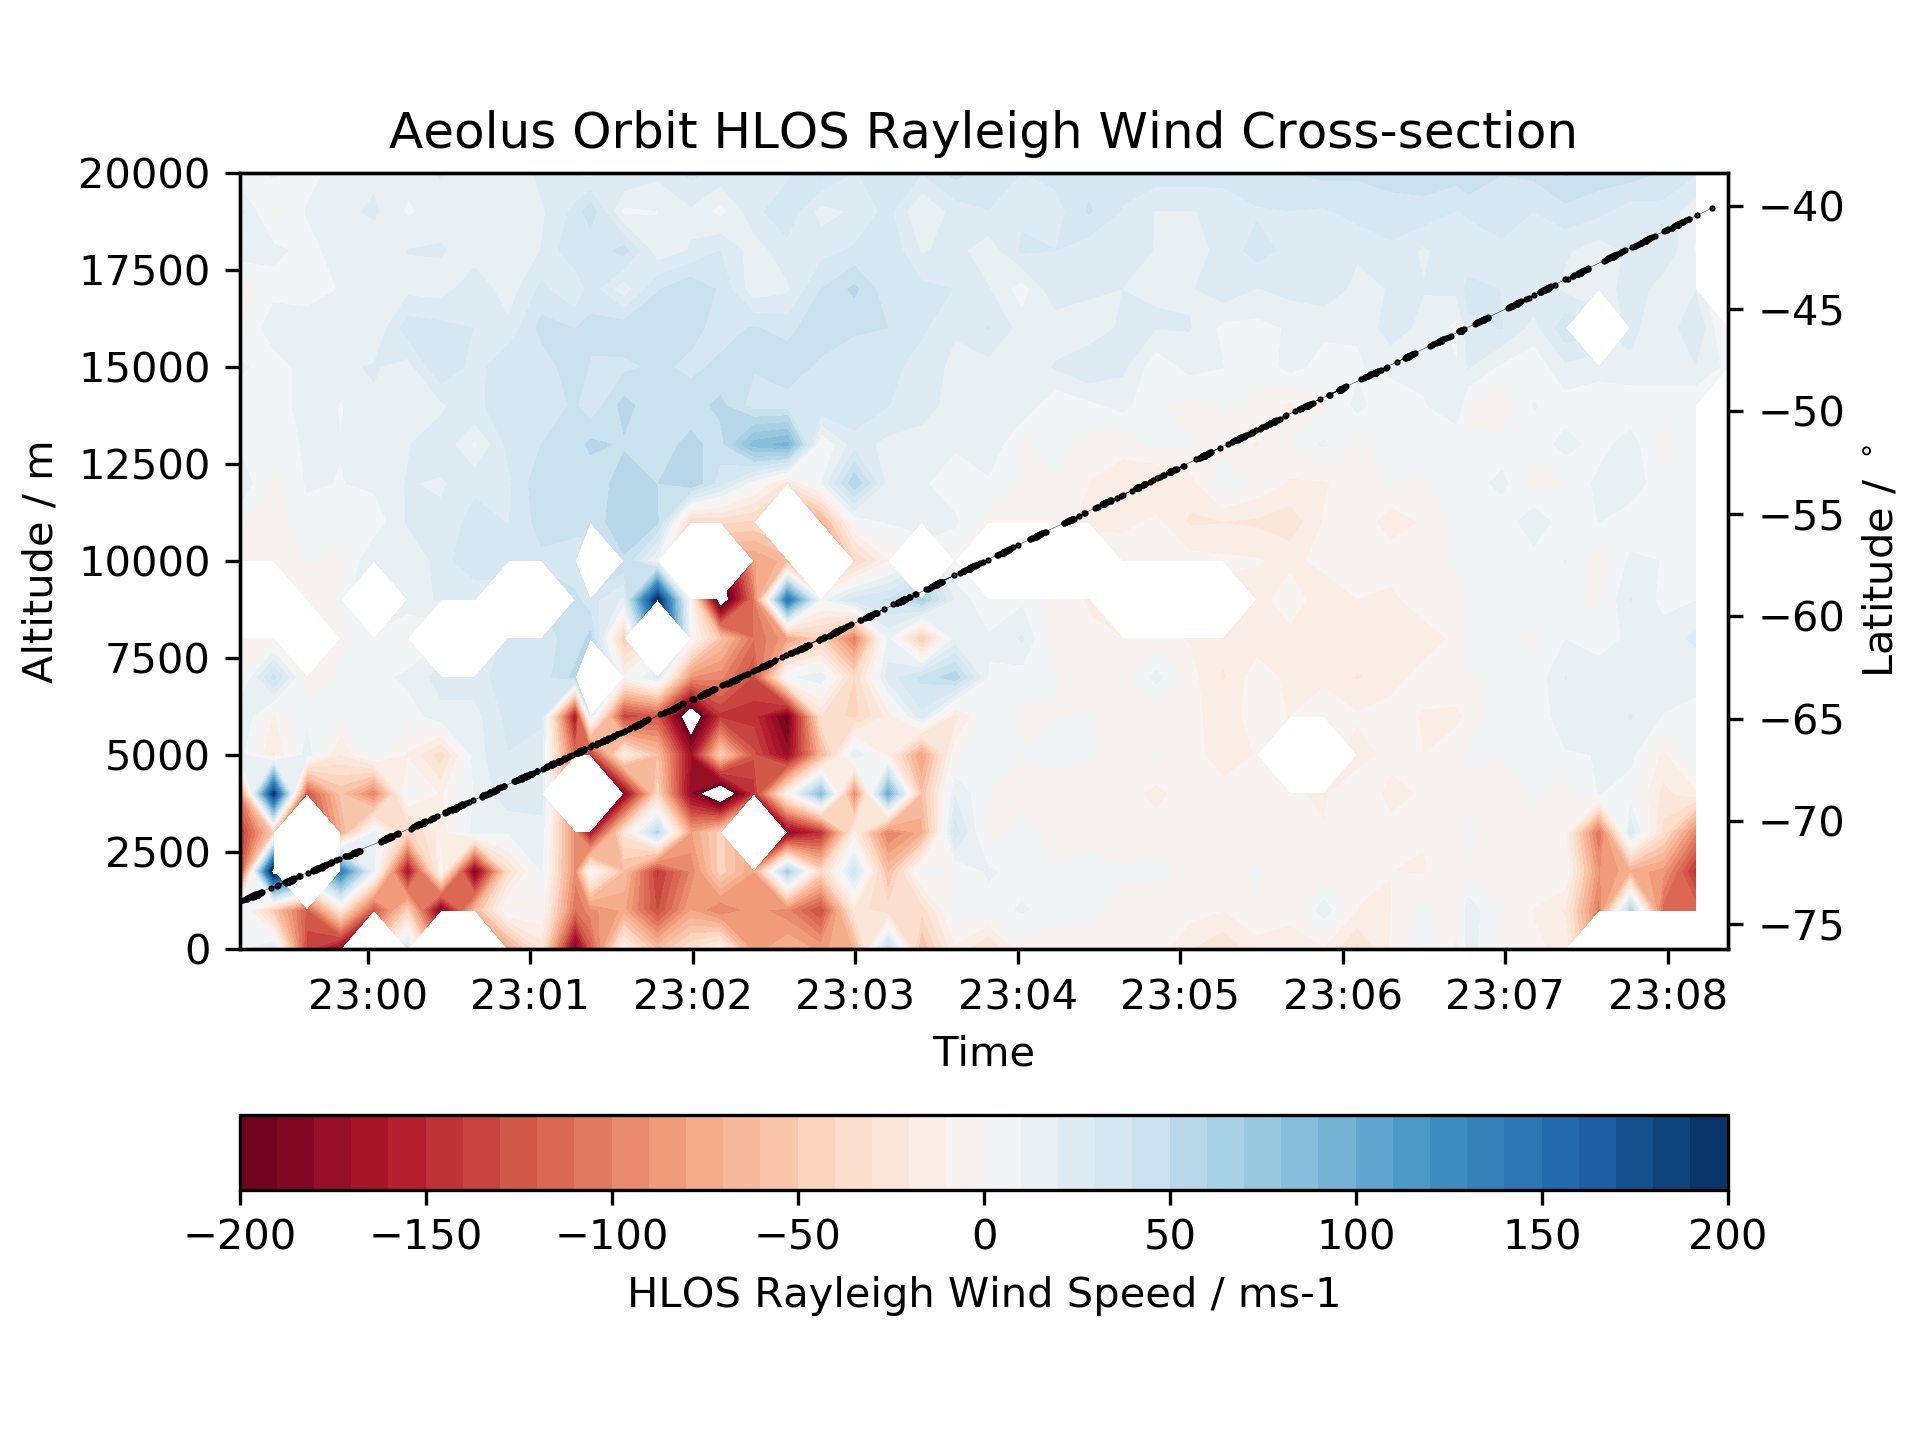 Aeolus Orbit HLOS Rayleigh Wind Cross-section
20000
17500
15000
12500
10000
7500
5000
2500
0
Altitude / m
−40
−45
−50
−55
−60
−65
−70
−75
Latitude / °
23:00 23:01 23:02 23:03 23:04 23:05 23:06 23:07 23:08
Time
−200 −150 −100 −50 0 50 100 150 200
HLOS Rayleigh Wind Speed / ms-1